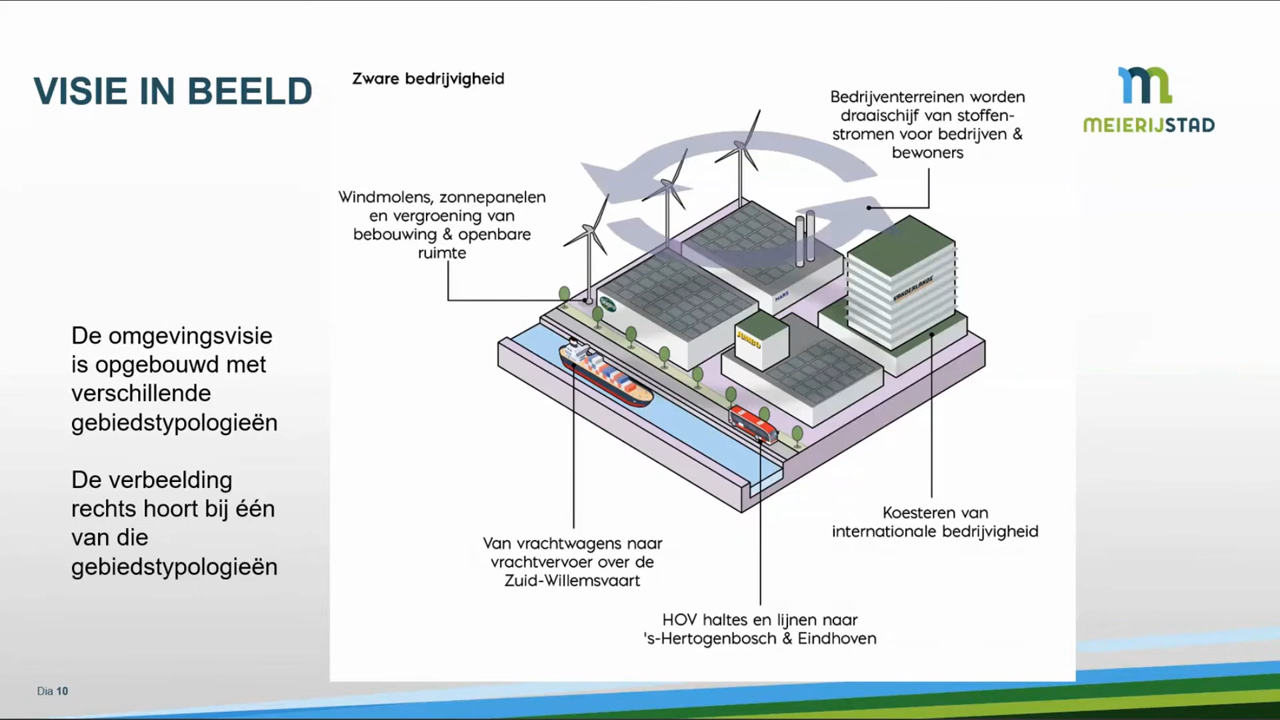 VISIE IN BEELD
Zware bedrijvigheid
MEIERIJSTAD
Bedrijventerreinen worden
draaischijf van stoffen-
stromen voor bedrijven &
bewoners
Windmolens, zonnepanelen
en vergroening van
bebouwing & openbare
ruimte
MARS
VANDERLANDE
JUMBO
De omgevingsvisie
is opgebouwd met
verschillende
gebiedstypologieën
De verbeelding
rechts hoort bij één
van die
gebiedstypologieën
Koesteren van
internationale bedrijvigheid
Van vrachtwagens naar
vrachtvervoer over de
Zuid-Willemsvaart
HOV haltes en lijnen naar
's-Hertogenbosch & Eindhoven
Dia 10